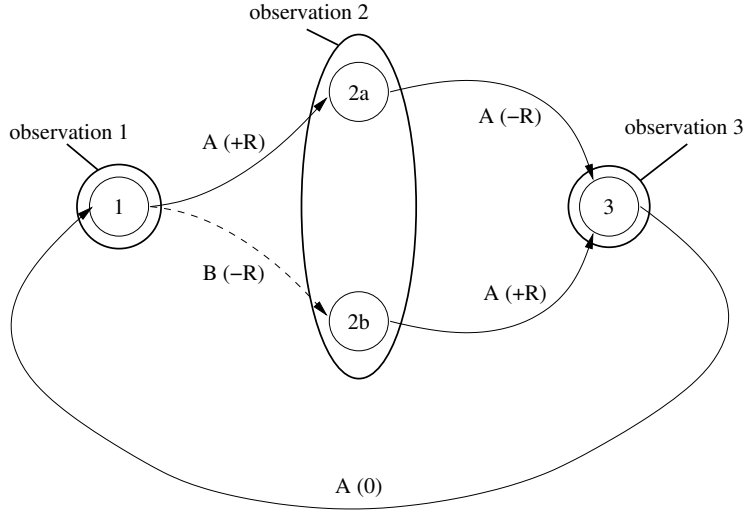 observation 2
2a
A (−R)
observation 1
A (+R)
observation 3
1
3
B (−R)
A (+R)
2b
A (0)